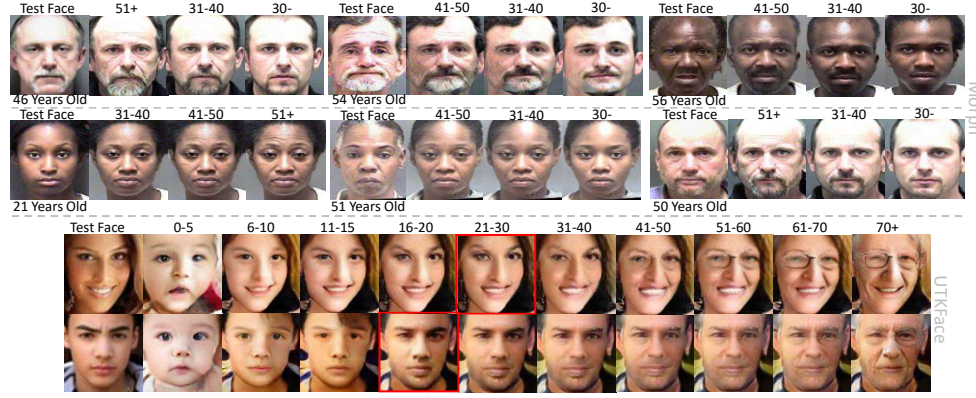 Test Face 51+ 31-40 30- Test Face 41-50 31-40 30- Test Face 41-50 31-40 30-
46 Years Old 54 Years Old 56 Years Old
Morph
Test Face 31-40 41-50 51+ Test Face 41-50 31-40 30- Test Face 51+ 31-40 30-
21 Years Old 51 Years Old 50 Years Old
Test Face 0-5 6-10 11-15 16-20 21-30 31-40 41-50 51-60 61-70 70+
UTKFace